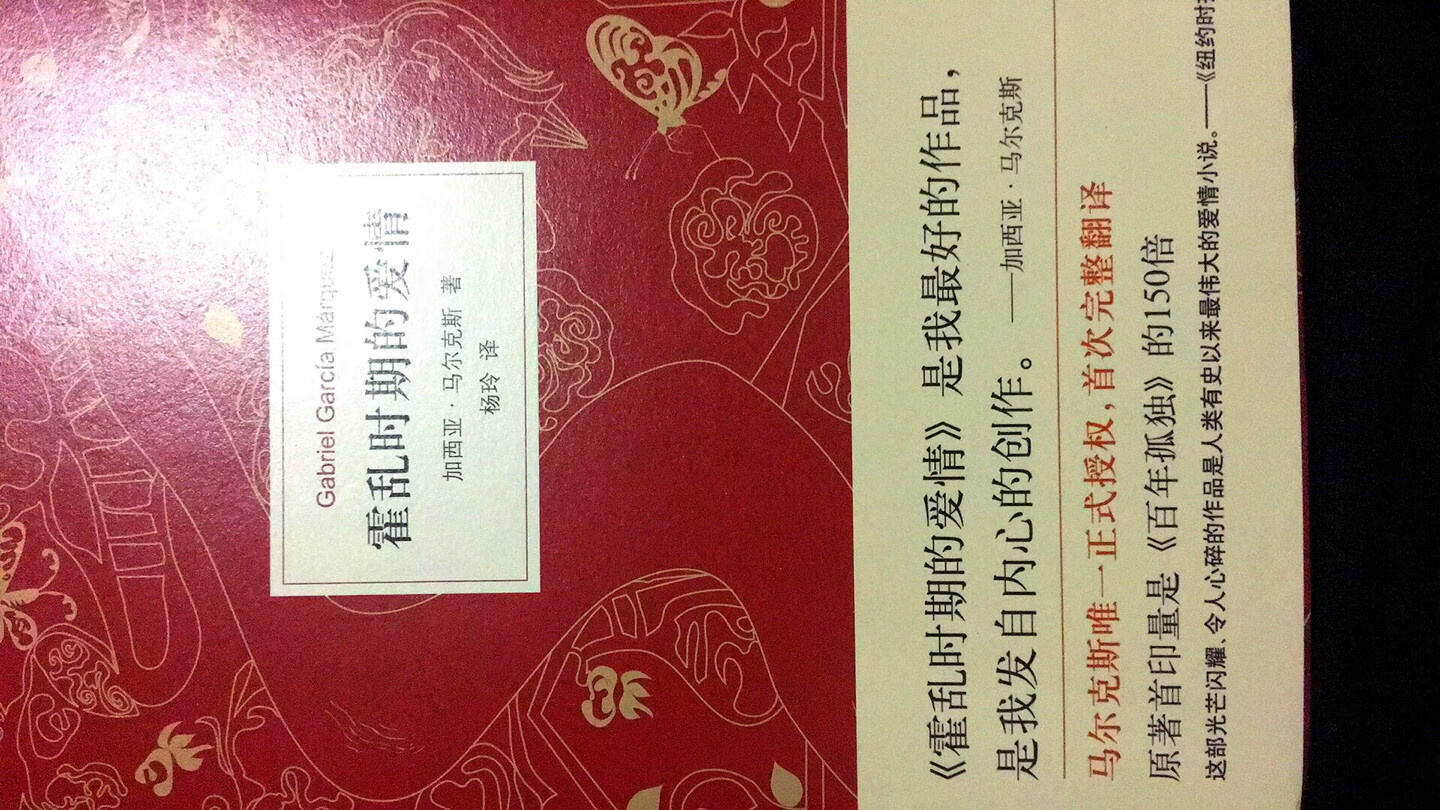 Gabriel García Márquez
霍乱时期的爱情
加西亚·马尔克斯 著
杨玲 译
《霍乱时期的爱情》是我最好的作品，
是我发自内心的创作。——加西亚·马尔克斯
马尔克斯唯一正式授权，首次完整翻译
原著首印量是《百年孤独》的150倍
这部光芒闪耀、令人心碎的作品是人类有史以来最伟大的爱情小说。——《纽约时